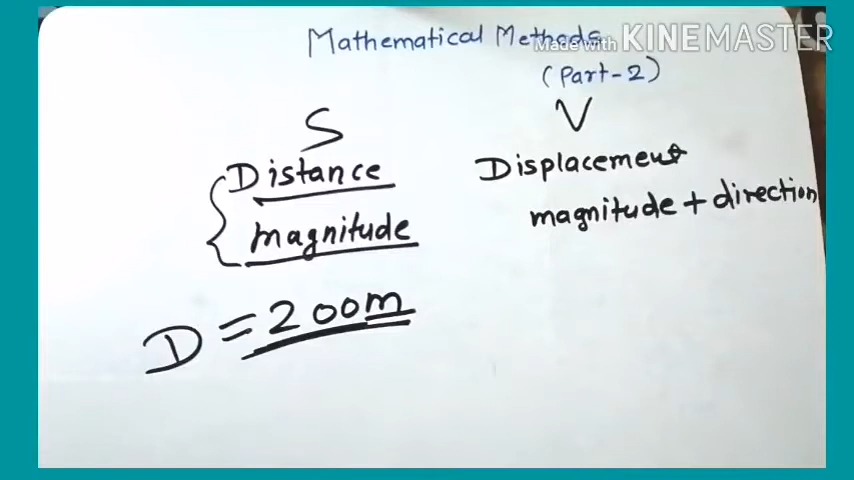 Mathematical Methods
Made with KINEMASTER
(Part-2)
S
V
Distance
Displacement
magnitude
magnitude + direction
D = 200m